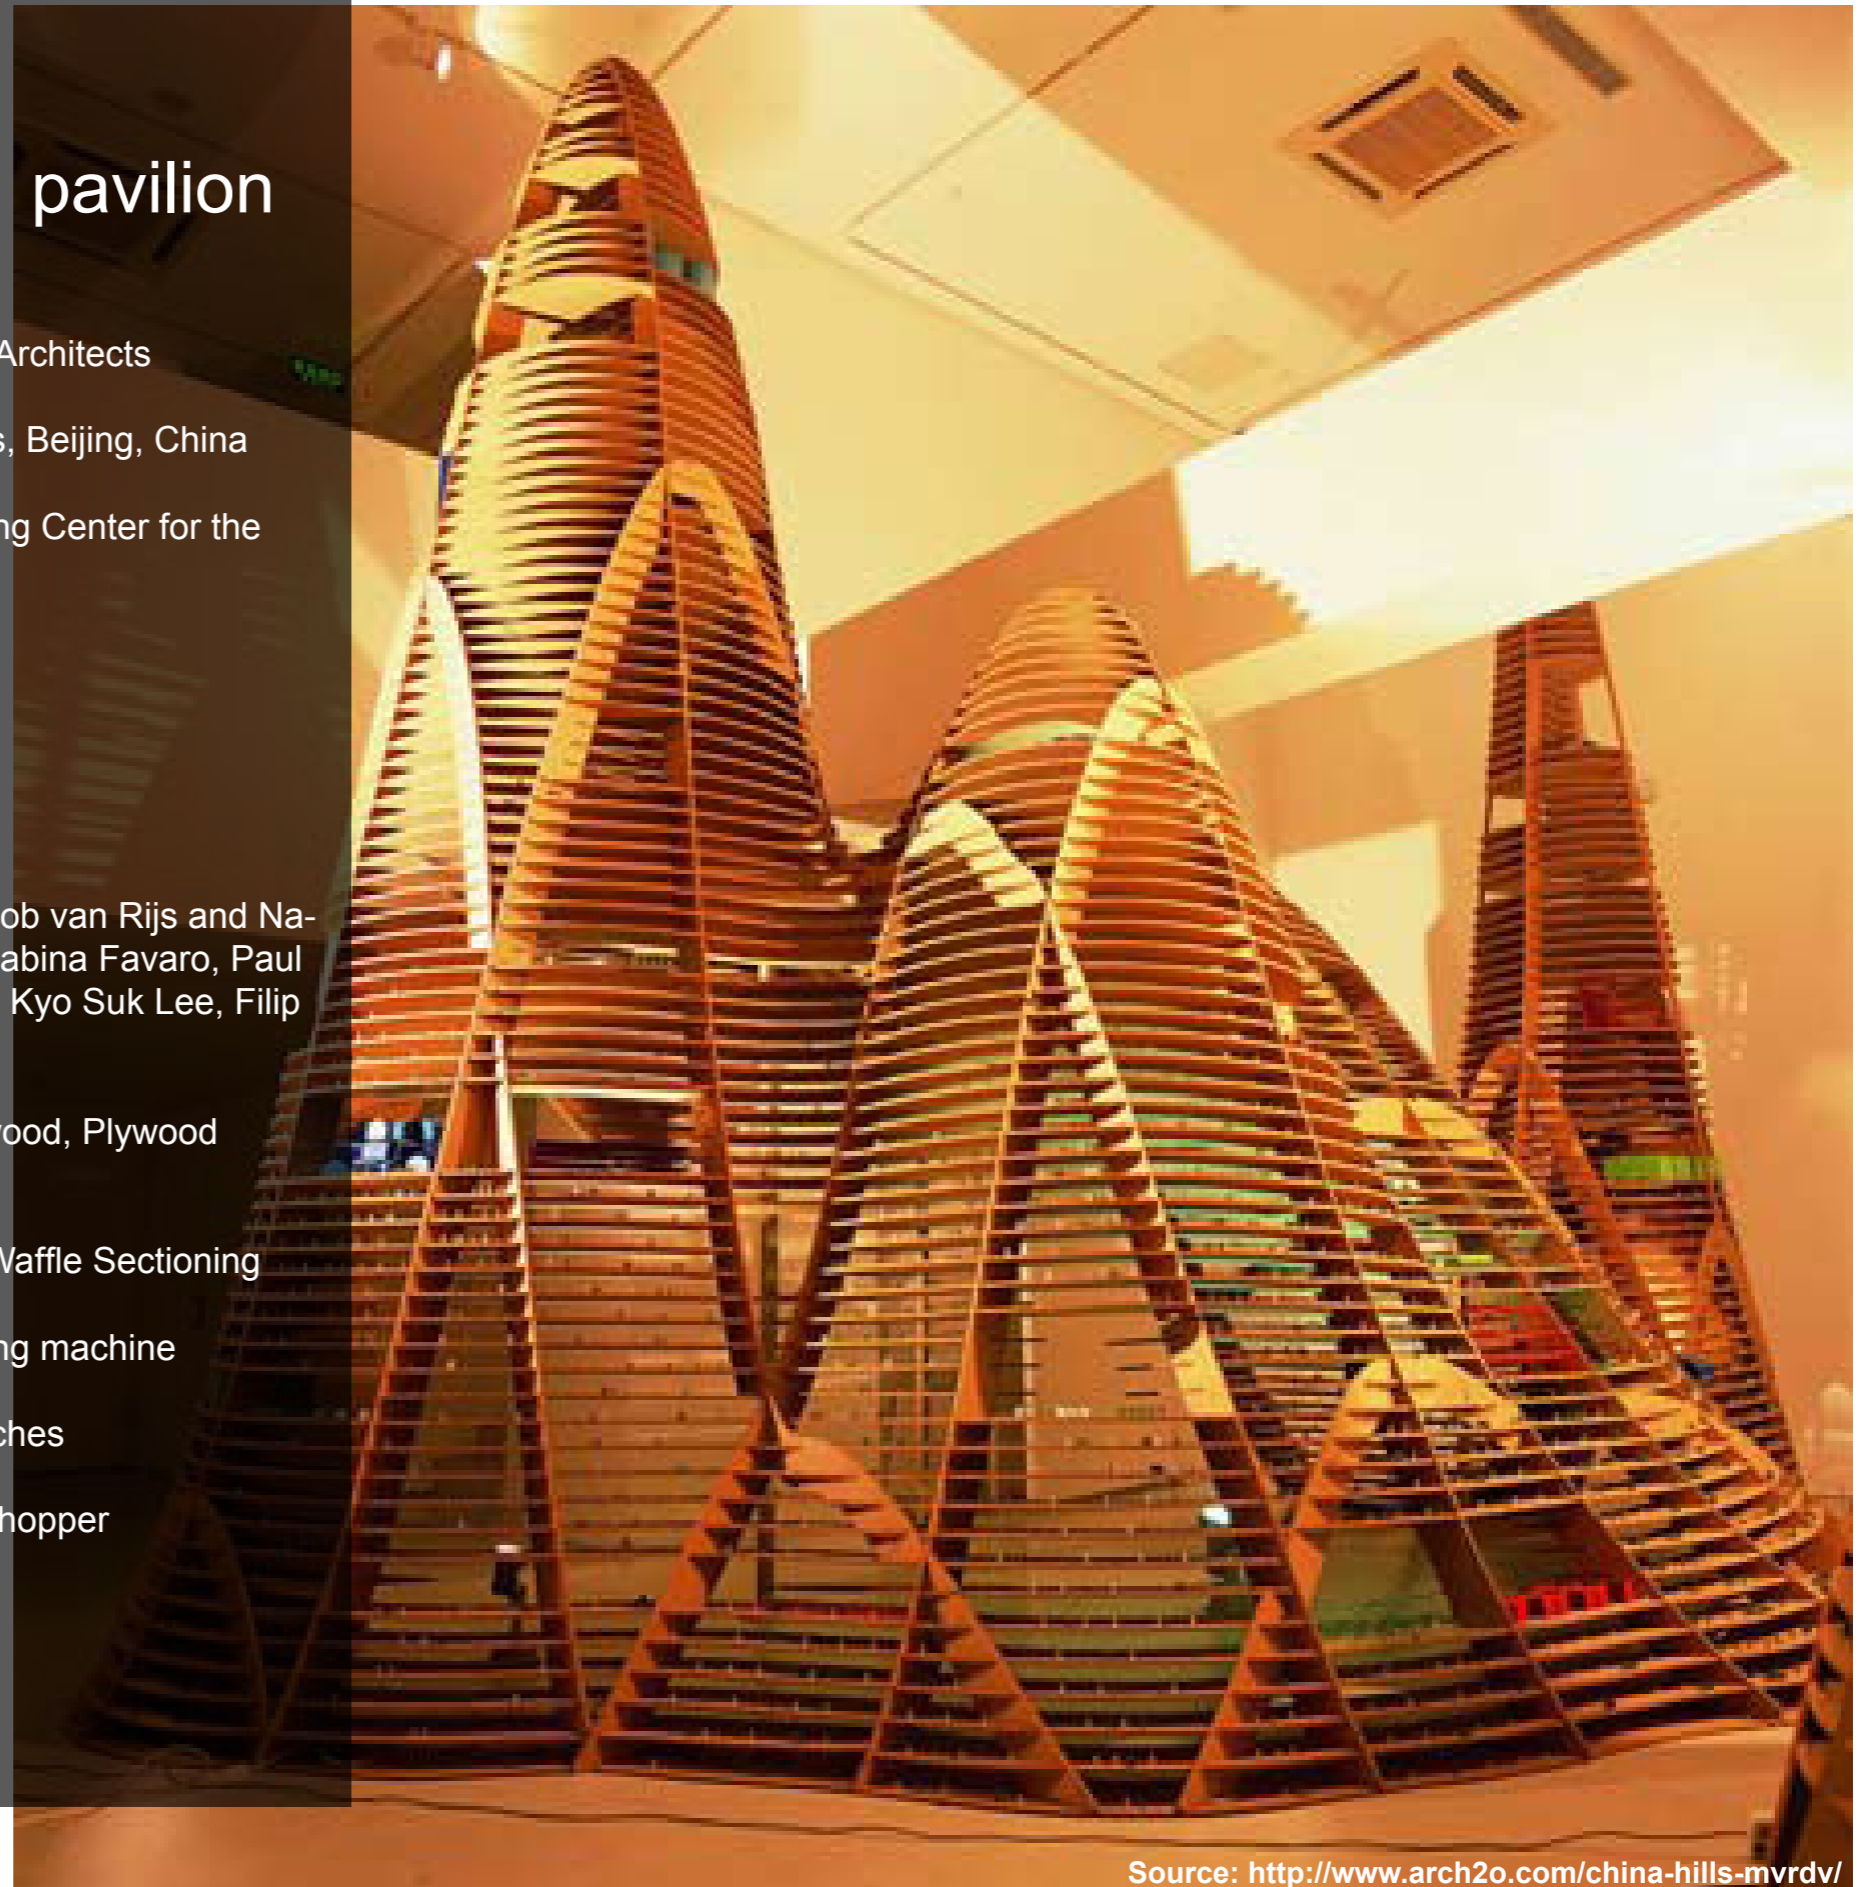 pavilion
Architects
s, Beijing, China
ng Center for the
ob van Rijs and Na-
abina Favaro, Paul
Kyo Suk Lee, Filip
ood, Plywood
Waffle Sectioning
ng machine
ches
hopper
Source: http://www.arch2o.com/china-hills-mvrdv/